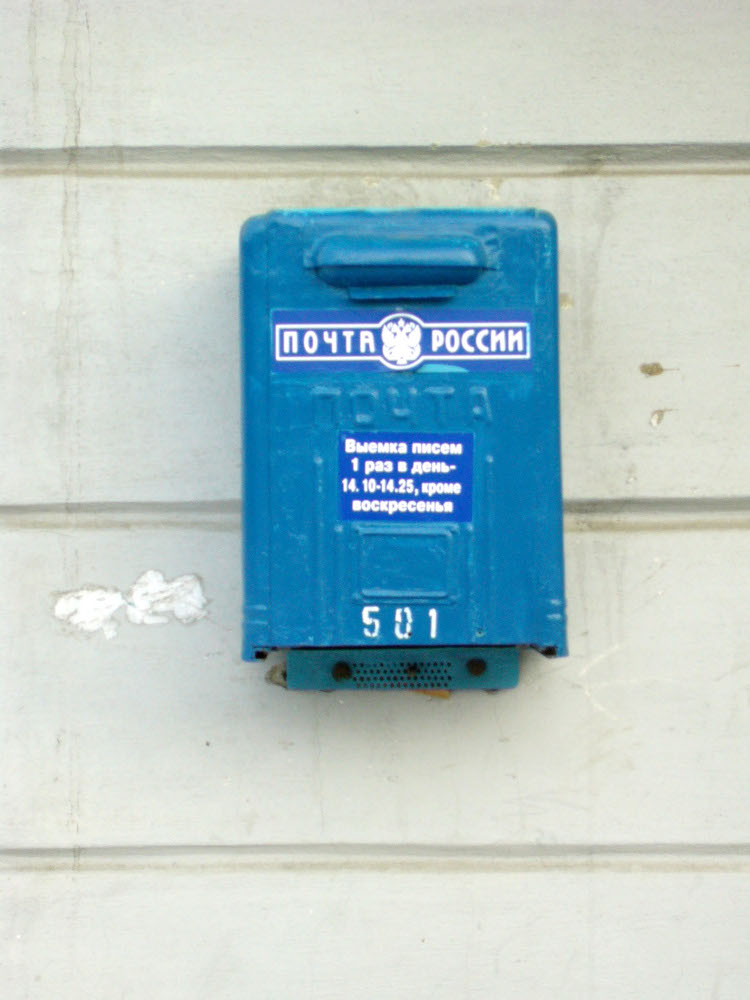 ПОЧТА РОССИИ
ПОЧТА
Выемка писем
1 раз в день-
14.10-14.25, кроме
воскресенья
501